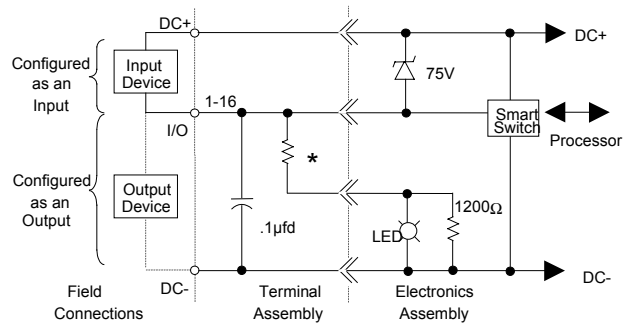 DC+
DC+
Configured
as an
Input
Input
Device
75V
1-16
I/O
Smart
Switch
Processor
*
Configured
as an
Output
Output
Device
.1µfd
LED
1200Ω
DC-
DC-
Field
Connections
Terminal
Assembly
Electronics
Assembly